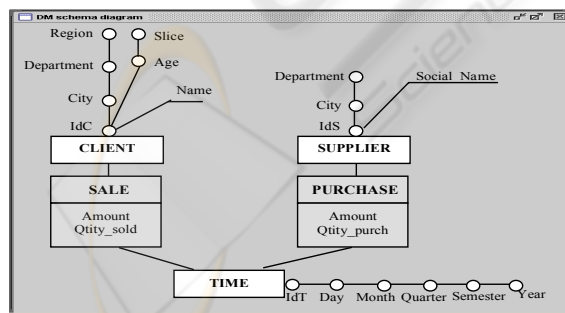 DM schema diagram
Region
Slice
Department
Age
City
Name
IdC
CLIENT
SALE
Amount
Qtity_sold
Department
Social_Name
City
IdS
SUPPLIER
PURCHASE
Amount
Qtity_purch
TIME
IdT Day Month Quarter Semester Year